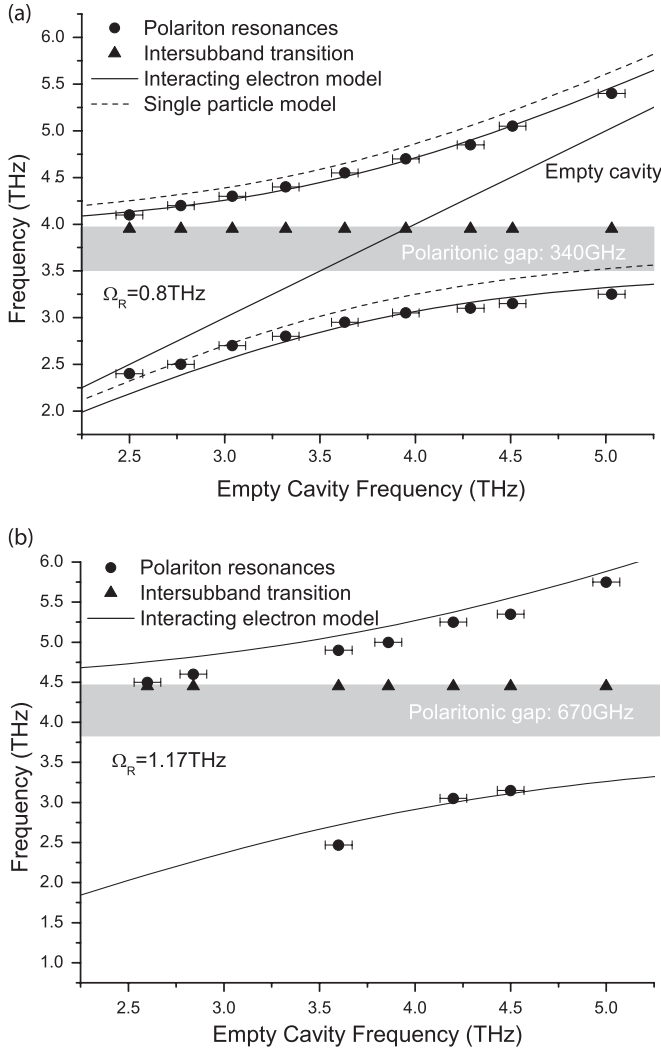 (a)
Polariton resonances
Intersubband transition
Interacting electron model
Single particle model
Empty cavity
Polaritonic gap: 340GHz
Ω_R=0.8THz
Frequency (THz)
6.0
5.5
5.0
4.5
4.0
3.5
3.0
2.5
2.0
2.5 3.0 3.5 4.0 4.5 5.0
Empty Cavity Frequency (THz)
(b)
Polariton resonances
Intersubband transition
Interacting electron model
Polaritonic gap: 670GHz
Ω_R=1.17THz
Frequency (THz)
6.0
5.5
5.0
4.5
4.0
3.5
3.0
2.5
2.0
1.5
1.0
2.5 3.0 3.5 4.0 4.5 5.0
Empty Cavity Frequency (THz)